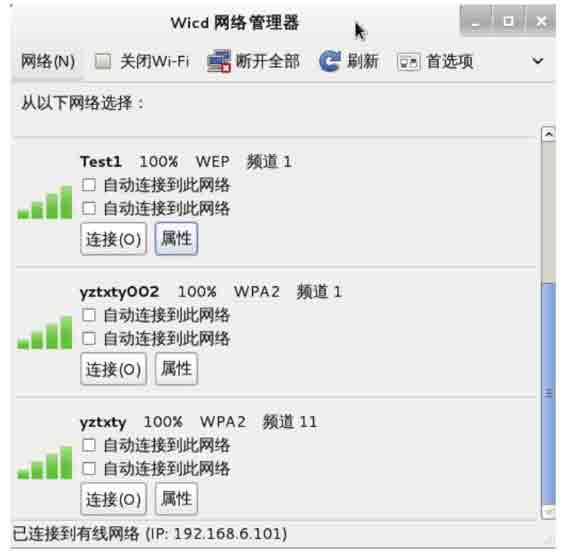 Wicd 网络管理器
网络(N) 关闭Wi-Fi 断开全部 刷新 首选项
从以下网络选择：
Test1 100% WEP 频道 1
自动连接到此网络
自动连接到此网络
连接(O) 属性
yztxty002 100% WPA2 频道 1
自动连接到此网络
自动连接到此网络
连接(O) 属性
yztxty 100% WPA2 频道 11
自动连接到此网络
自动连接到此网络
连接(O) 属性
已连接到有线网络 (IP: 192.168.6.101)